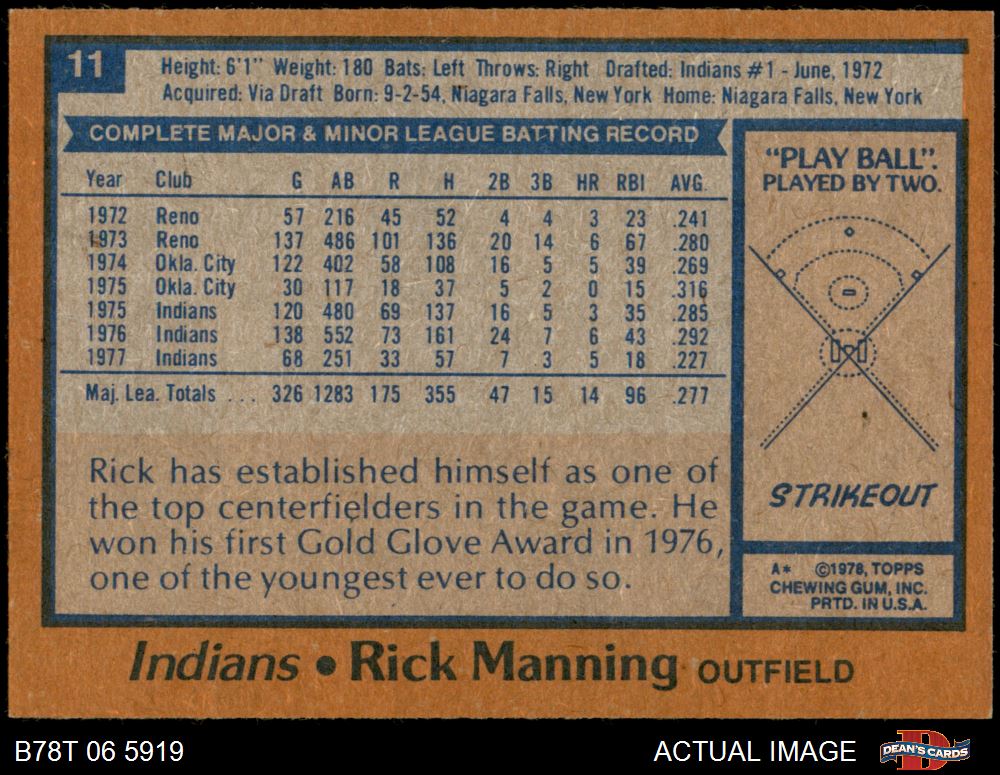 11
Height: 6'1" Weight: 180 Bats: Left Throws: Right Drafted: Indians #1 - June, 1972
Acquired: Via Draft Born: 9-2-54, Niagara Falls, New York Home: Niagara Falls, New York
COMPLETE MAJOR & MINOR LEAGUE BATTING RECORD
Year Club G AB R H 2B 3B HR RBI AVG.
1972 Reno 57 216 45 52 4 4 3 23 .241
1973 Reno 137 486 101 136 20 14 6 67 .280
1974 Okla. City 122 402 58 108 16 5 5 39 .269
1975 Okla. City 30 117 18 37 5 2 0 15 .316
1975 Indians 120 480 69 137 16 5 3 35 .285
1976 Indians 138 552 73 161 24 7 6 43 .292
1977 Indians 68 251 33 57 7 3 5 18 .227
Maj. Lea. Totals . . . 326 1283 175 355 47 15 14 96 .277
Rick has established himself as one of
the top centerfielders in the game. He
won his first Gold Glove Award in 1976,
one of the youngest ever to do so.
"PLAY BALL".
PLAYED BY TWO.
STRIKEOUT
A* ©1978, TOPPS
CHEWING GUM, INC.
PRTD. IN U.S.A.
Indians • Rick Manning OUTFIELD
B78T 06 5919
ACTUAL IMAGE
D
DEAN'S CARDS